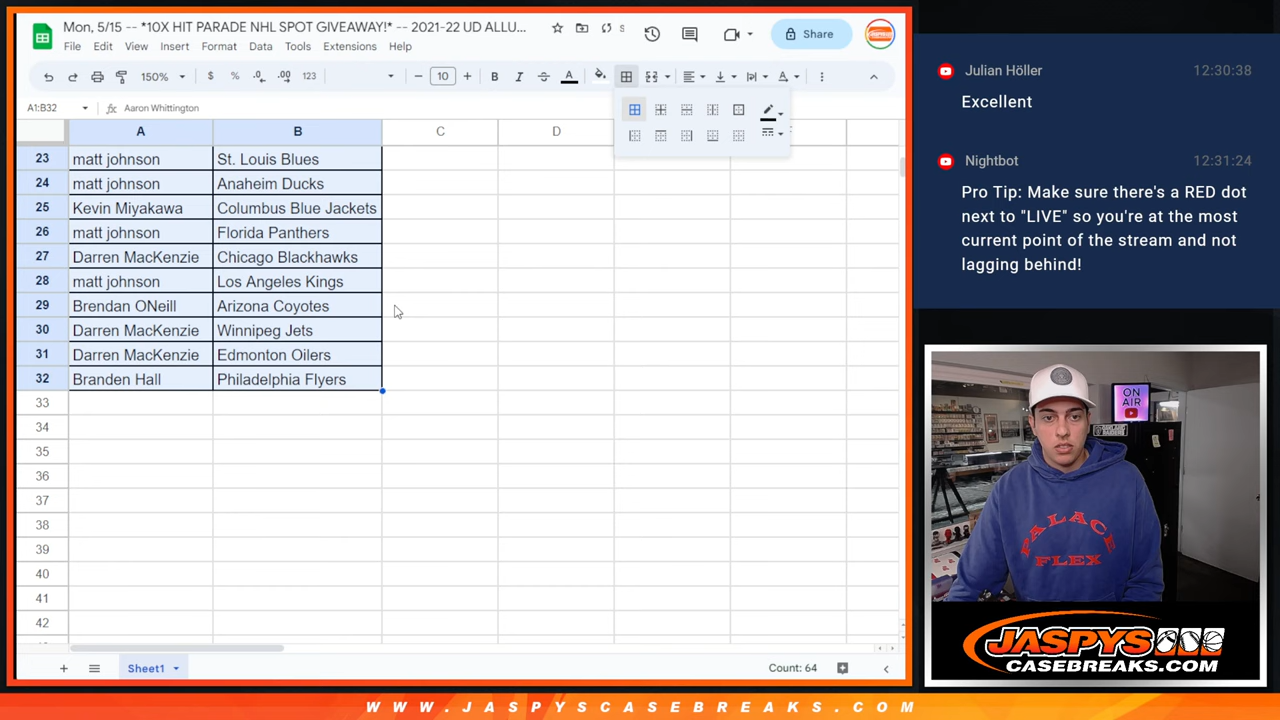 Mon, 5/15 -- *10X HIT PARADE NHL SPOT GIVEAWAY!* -- 2021-22 UD ALLU...
Share
File Edit View Insert Format Data Tools Extensions Help
150% $ % .0 .00 123 - 10 + B I A
A1:B32 fx Aaron Whittington
A B C D
23 matt johnson St. Louis Blues
24 matt johnson Anaheim Ducks
25 Kevin Miyakawa Columbus Blue Jackets
26 matt johnson Florida Panthers
27 Darren MacKenzie Chicago Blackhawks
28 matt johnson Los Angeles Kings
29 Brendan ONeill Arizona Coyotes
30 Darren MacKenzie Winnipeg Jets
31 Darren MacKenzie Edmonton Oilers
32 Branden Hall Philadelphia Flyers
33
34
35
36
37
38
39
40
41
42
Sheet1
Count: 64
Julian Höller 12:30:38
Excellent
Nightbot 12:31:24
Pro Tip: Make sure there's a RED dot
next to "LIVE" so you're at the most
current point of the stream and not
lagging behind!
ON
AIR
PALACE
FLEX
JASPYS
CASEBREAKS.COM
WWW.JASPYSCASEBREAKS.COM